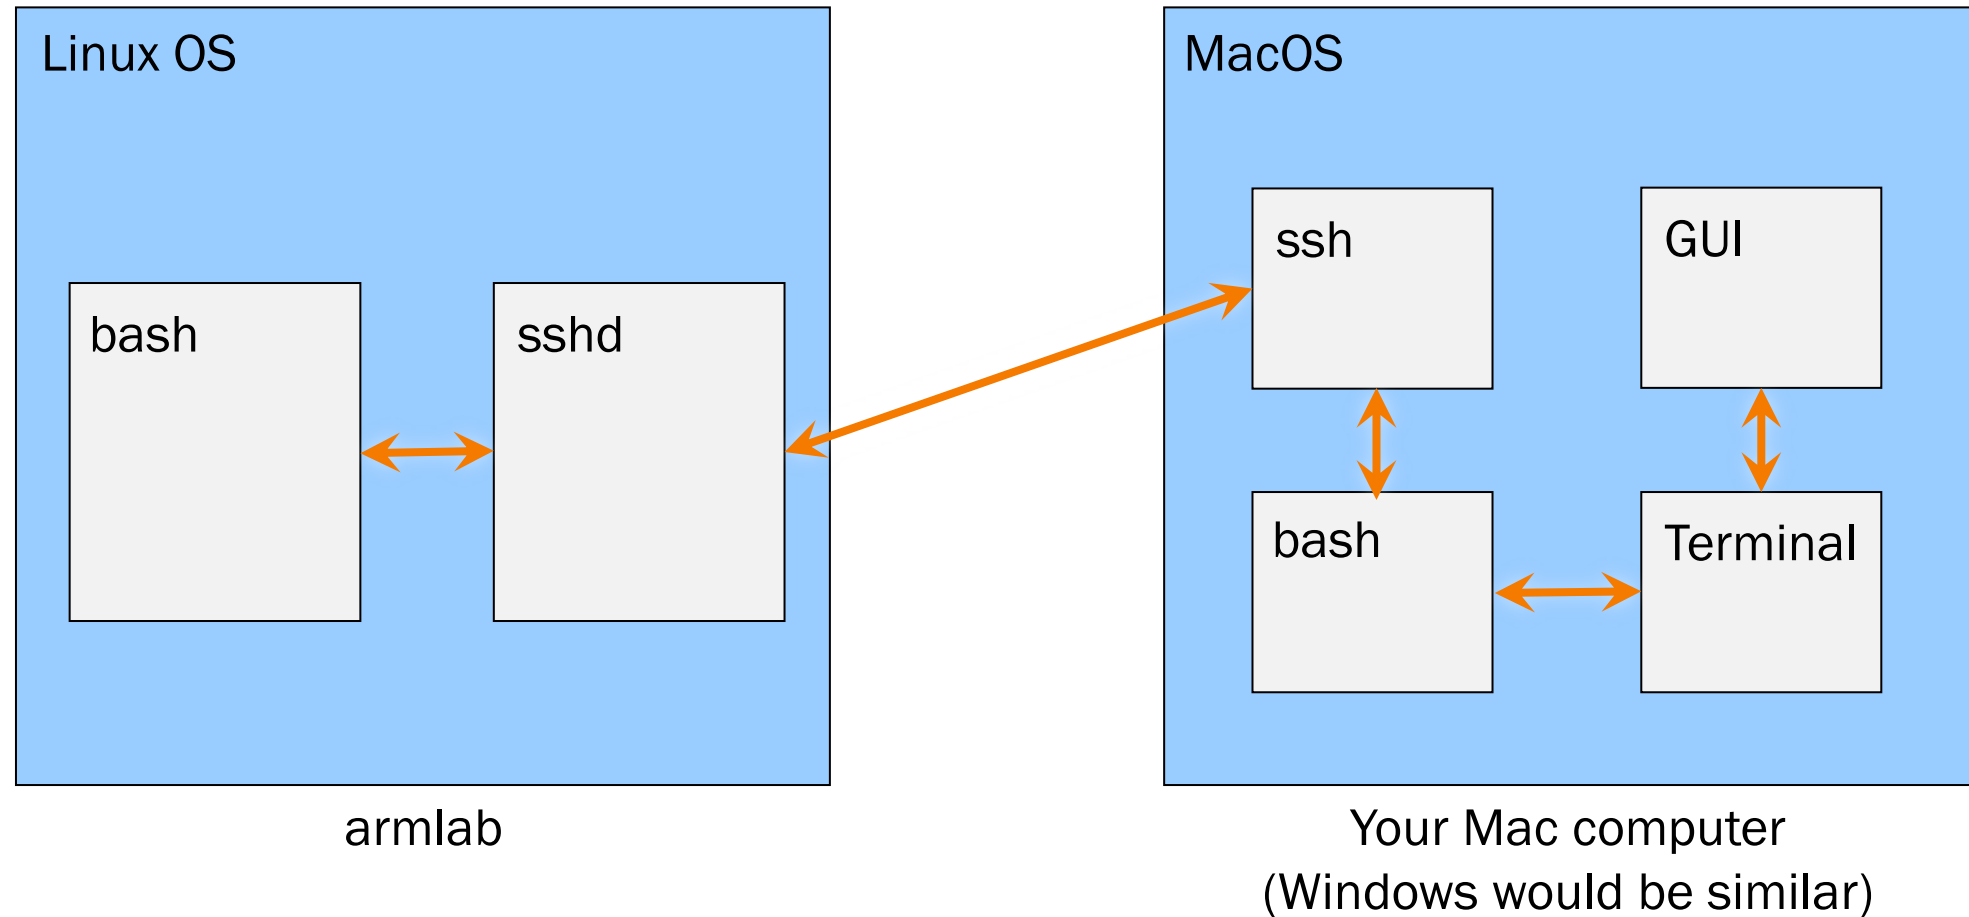 Linux OS
bash
sshd
armlab
MacOS
ssh
GUI
bash
Terminal
Your Mac computer
(Windows would be similar)